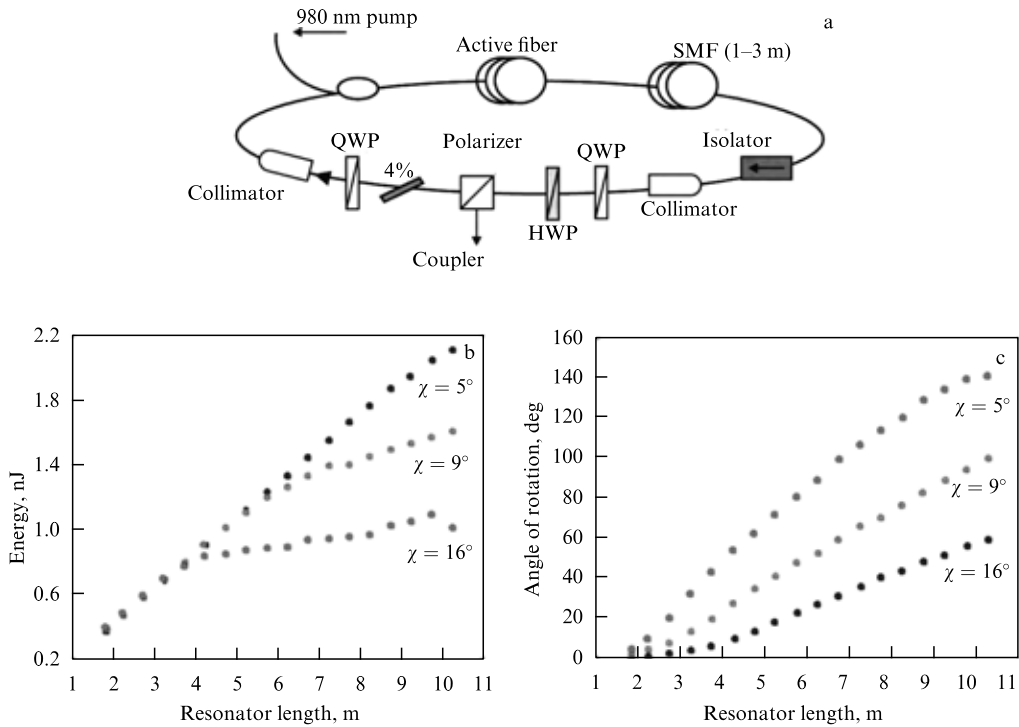 980 nm pump
a
Active fiber
SMF (1–3 m)
QWP
4%
Polarizer
QWP
Isolator
Collimator
HWP
Collimator
Coupler
b
Energy, nJ
2.2
1.8
1.4
1.0
0.6
0.2
χ = 5°
χ = 9°
χ = 16°
1 2 3 4 5 6 7 8 9 10 11
Resonator length, m
c
Angle of rotation, deg
160
140
120
100
80
60
40
20
0
χ = 5°
χ = 9°
χ = 16°
1 2 3 4 5 6 7 8 9 10 11
Resonator length, m